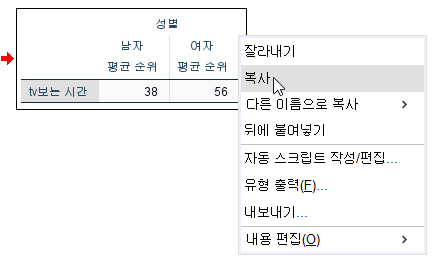 성별
남자 여자
평균 순위 평균 순위
tv보는 시간 38 56
잘라내기
복사
다른 이름으로 복사
뒤에 붙여넣기
자동 스크립트 작성/편집...
유형 출력(F)...
내보내기...
내용 편집(O)